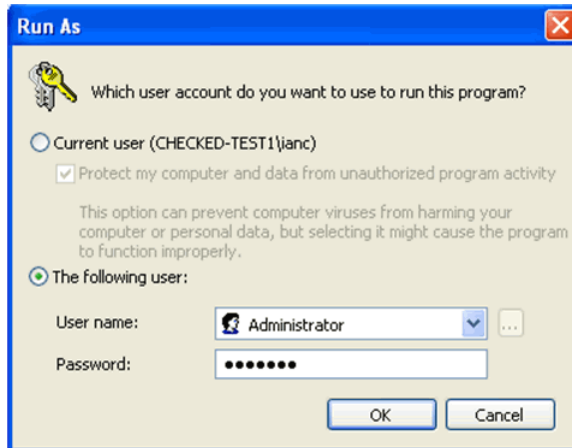 Run As
Which user account do you want to use to run this program?
Current user (CHECKED-TEST1\ianc)
Protect my computer and data from unauthorized program activity
This option can prevent computer viruses from harming your
computer or personal data, but selecting it might cause the program
to function improperly.
The following user:
User name:
Administrator
...
Password:
•••••••
OK
Cancel